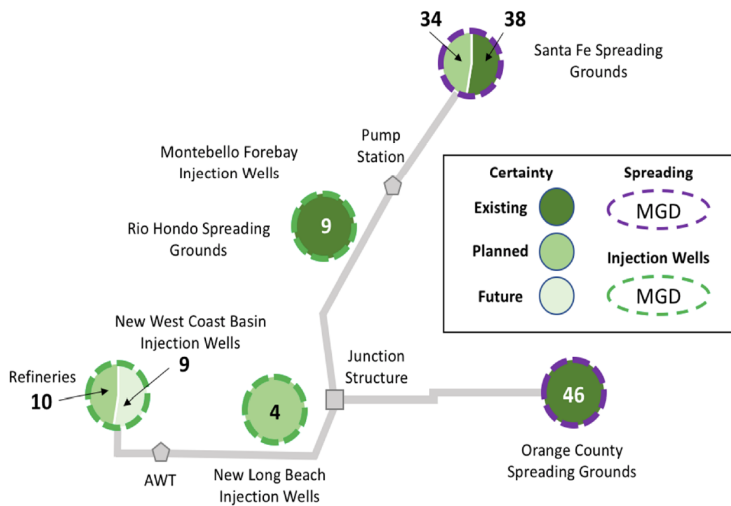 34
38
Santa Fe Spreading
Grounds
Pump
Station
Montebello Forebay
Injection Wells
9
Rio Hondo Spreading
Grounds
Certainty
Spreading
Existing
MGD
Planned
Injection Wells
Future
MGD
New West Coast Basin
Injection Wells
9
Refineries
10
Junction
Structure
4
46
AWT
New Long Beach
Injection Wells
Orange County
Spreading Grounds